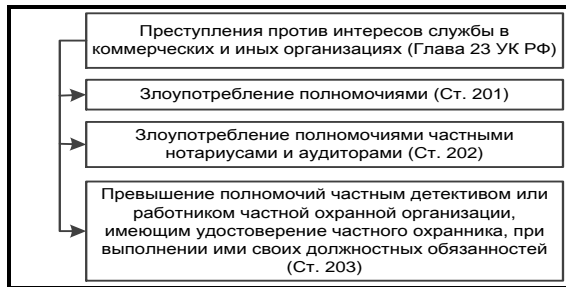 Преступления против интересов службы в
коммерческих и иных организациях (Глава 23 УК РФ)
Злоупотребление полномочиями (Ст. 201)
Злоупотребление полномочиями частными
нотариусами и аудиторами (Ст. 202)
Превышение полномочий частным детективом или
работником частной охранной организации,
имеющим удостоверение частного охранника, при
выполнении ими своих должностных обязанностей
(Ст. 203)